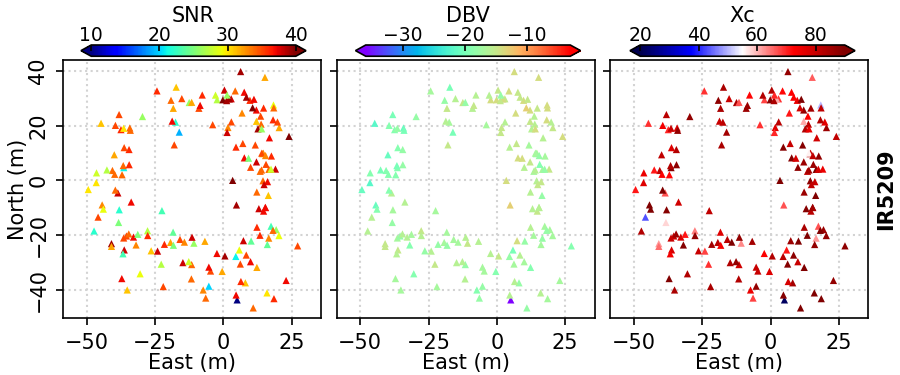 SNR DBV Xc
10 20 30 40 −30 −20 −10 20 40 60 80
40
20
0
−20
−40
North (m)
−50 −25 0 25 −50 −25 0 25 −50 −25 0 25
East (m) East (m) East (m)
IR5209